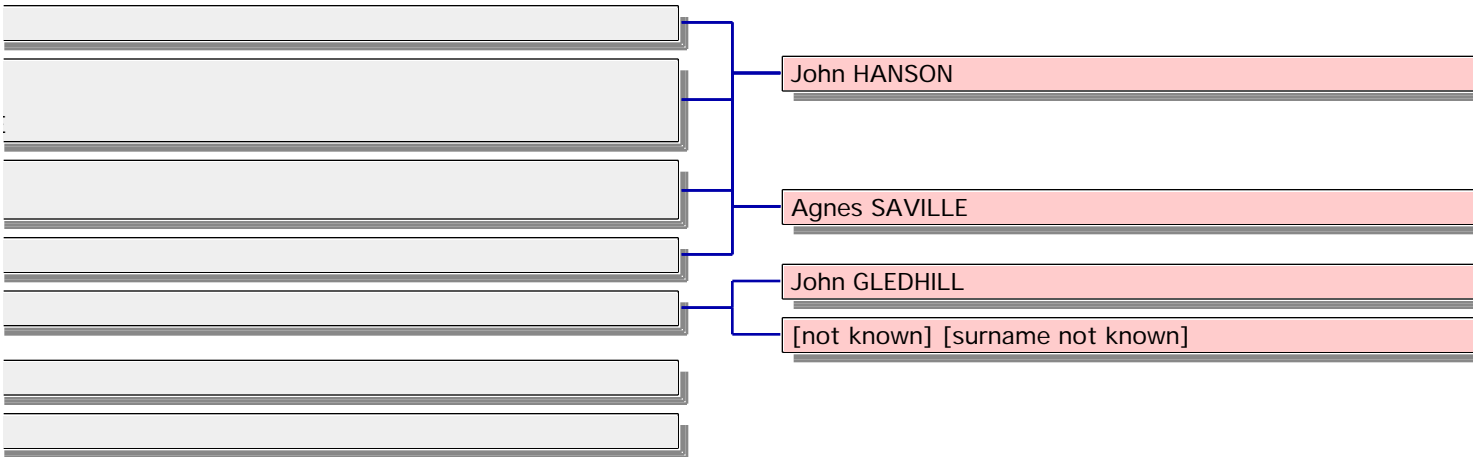 John HANSON
Agnes SAVILLE
John GLEDHILL
[not known] [surname not known]